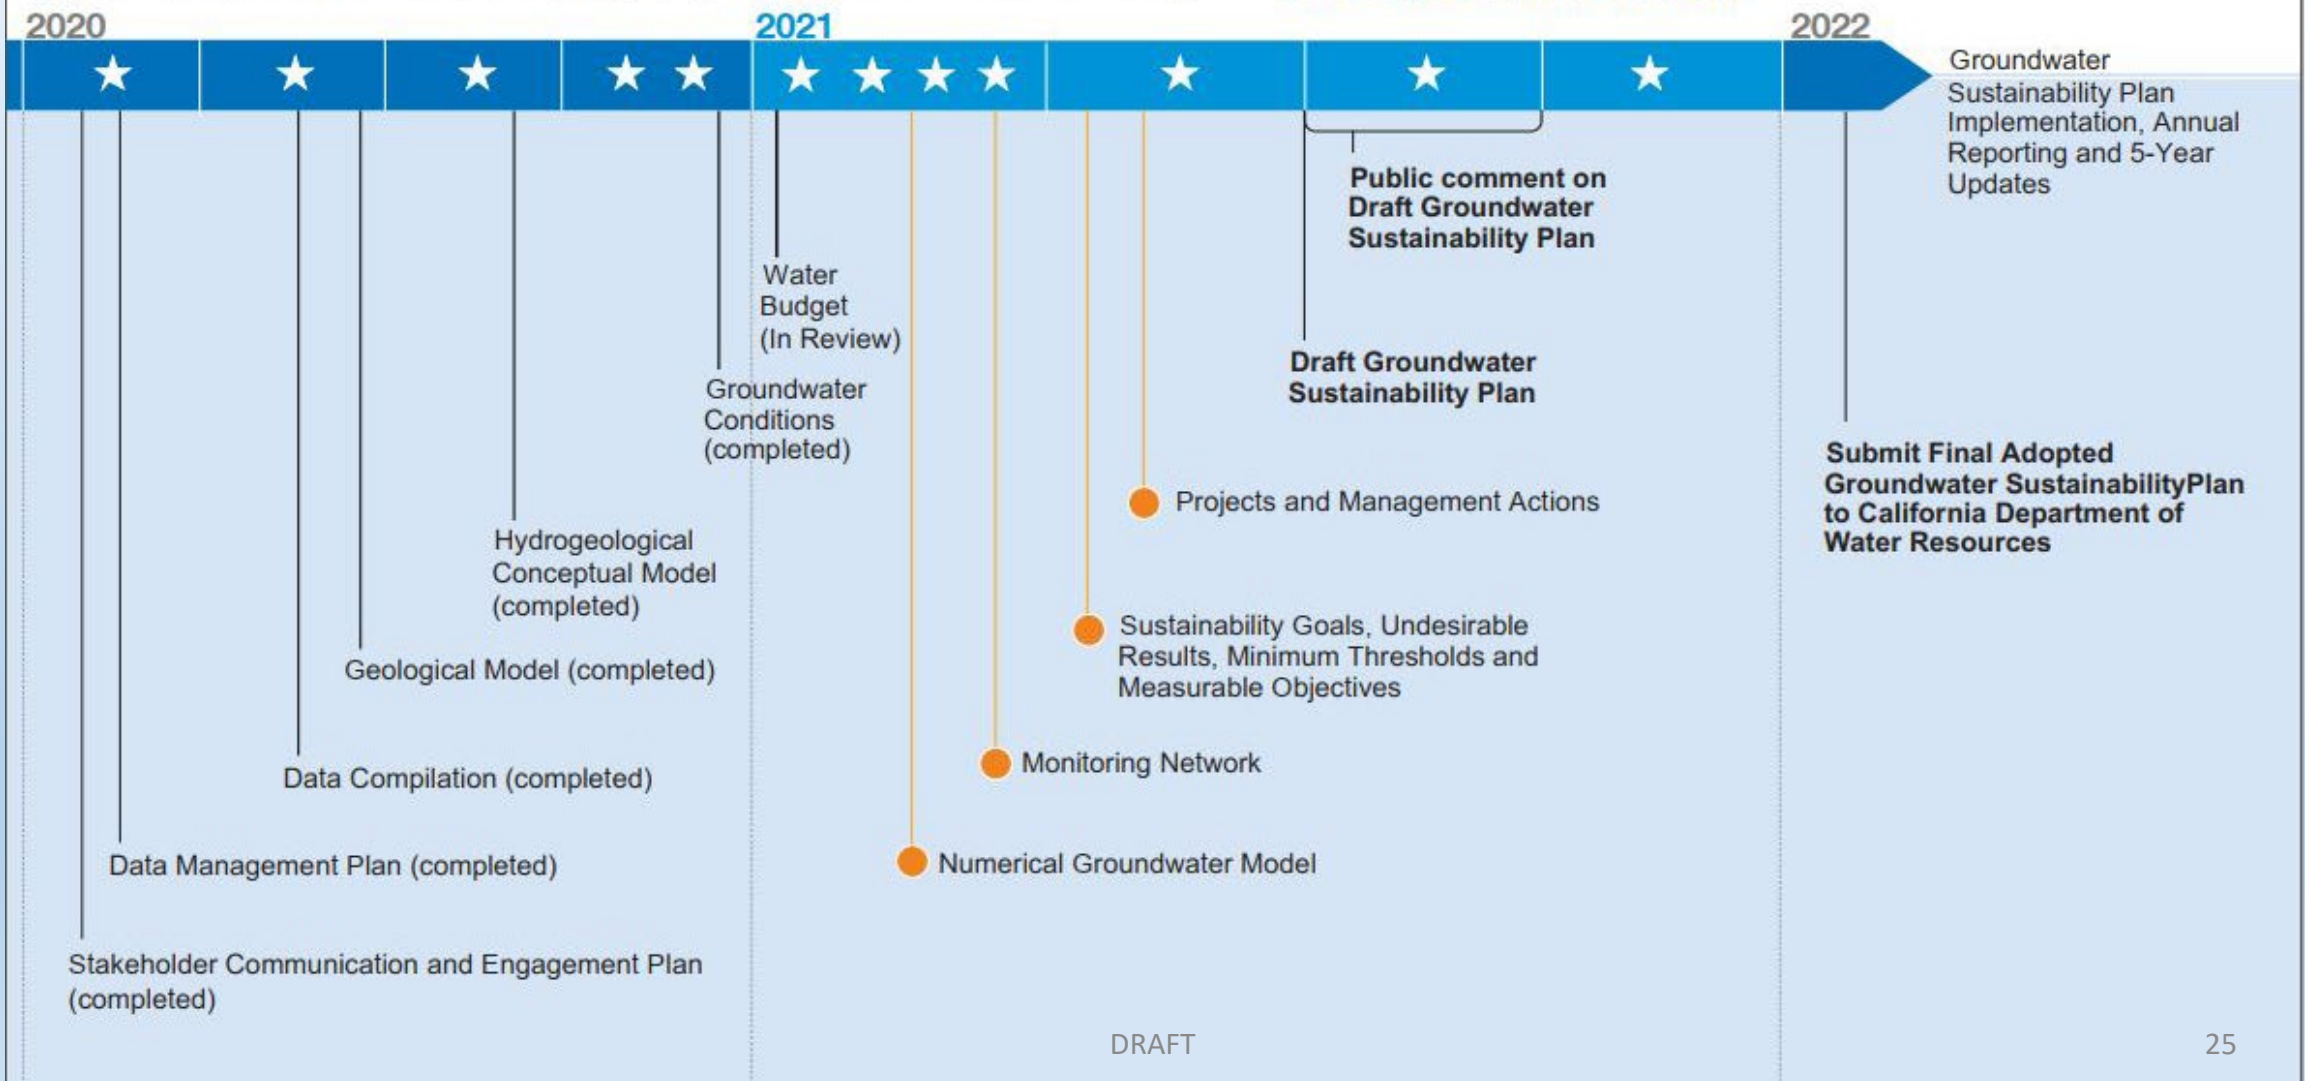 2020
2021
2022
Groundwater
Sustainability Plan
Implementation, Annual
Reporting and 5-Year
Updates
Public comment on
Draft Groundwater
Sustainability Plan
Water
Budget
(In Review)
Draft Groundwater
Sustainability Plan
Groundwater
Conditions
(completed)
Submit Final Adopted
Groundwater SustainabilityPlan
to California Department of
Water Resources
Projects and Management Actions
Hydrogeological
Conceptual Model
(completed)
Sustainability Goals, Undesirable
Results, Minimum Thresholds and
Measurable Objectives
Geological Model (completed)
Monitoring Network
Data Compilation (completed)
Numerical Groundwater Model
Data Management Plan (completed)
Stakeholder Communication and Engagement Plan
(completed)
DRAFT
25